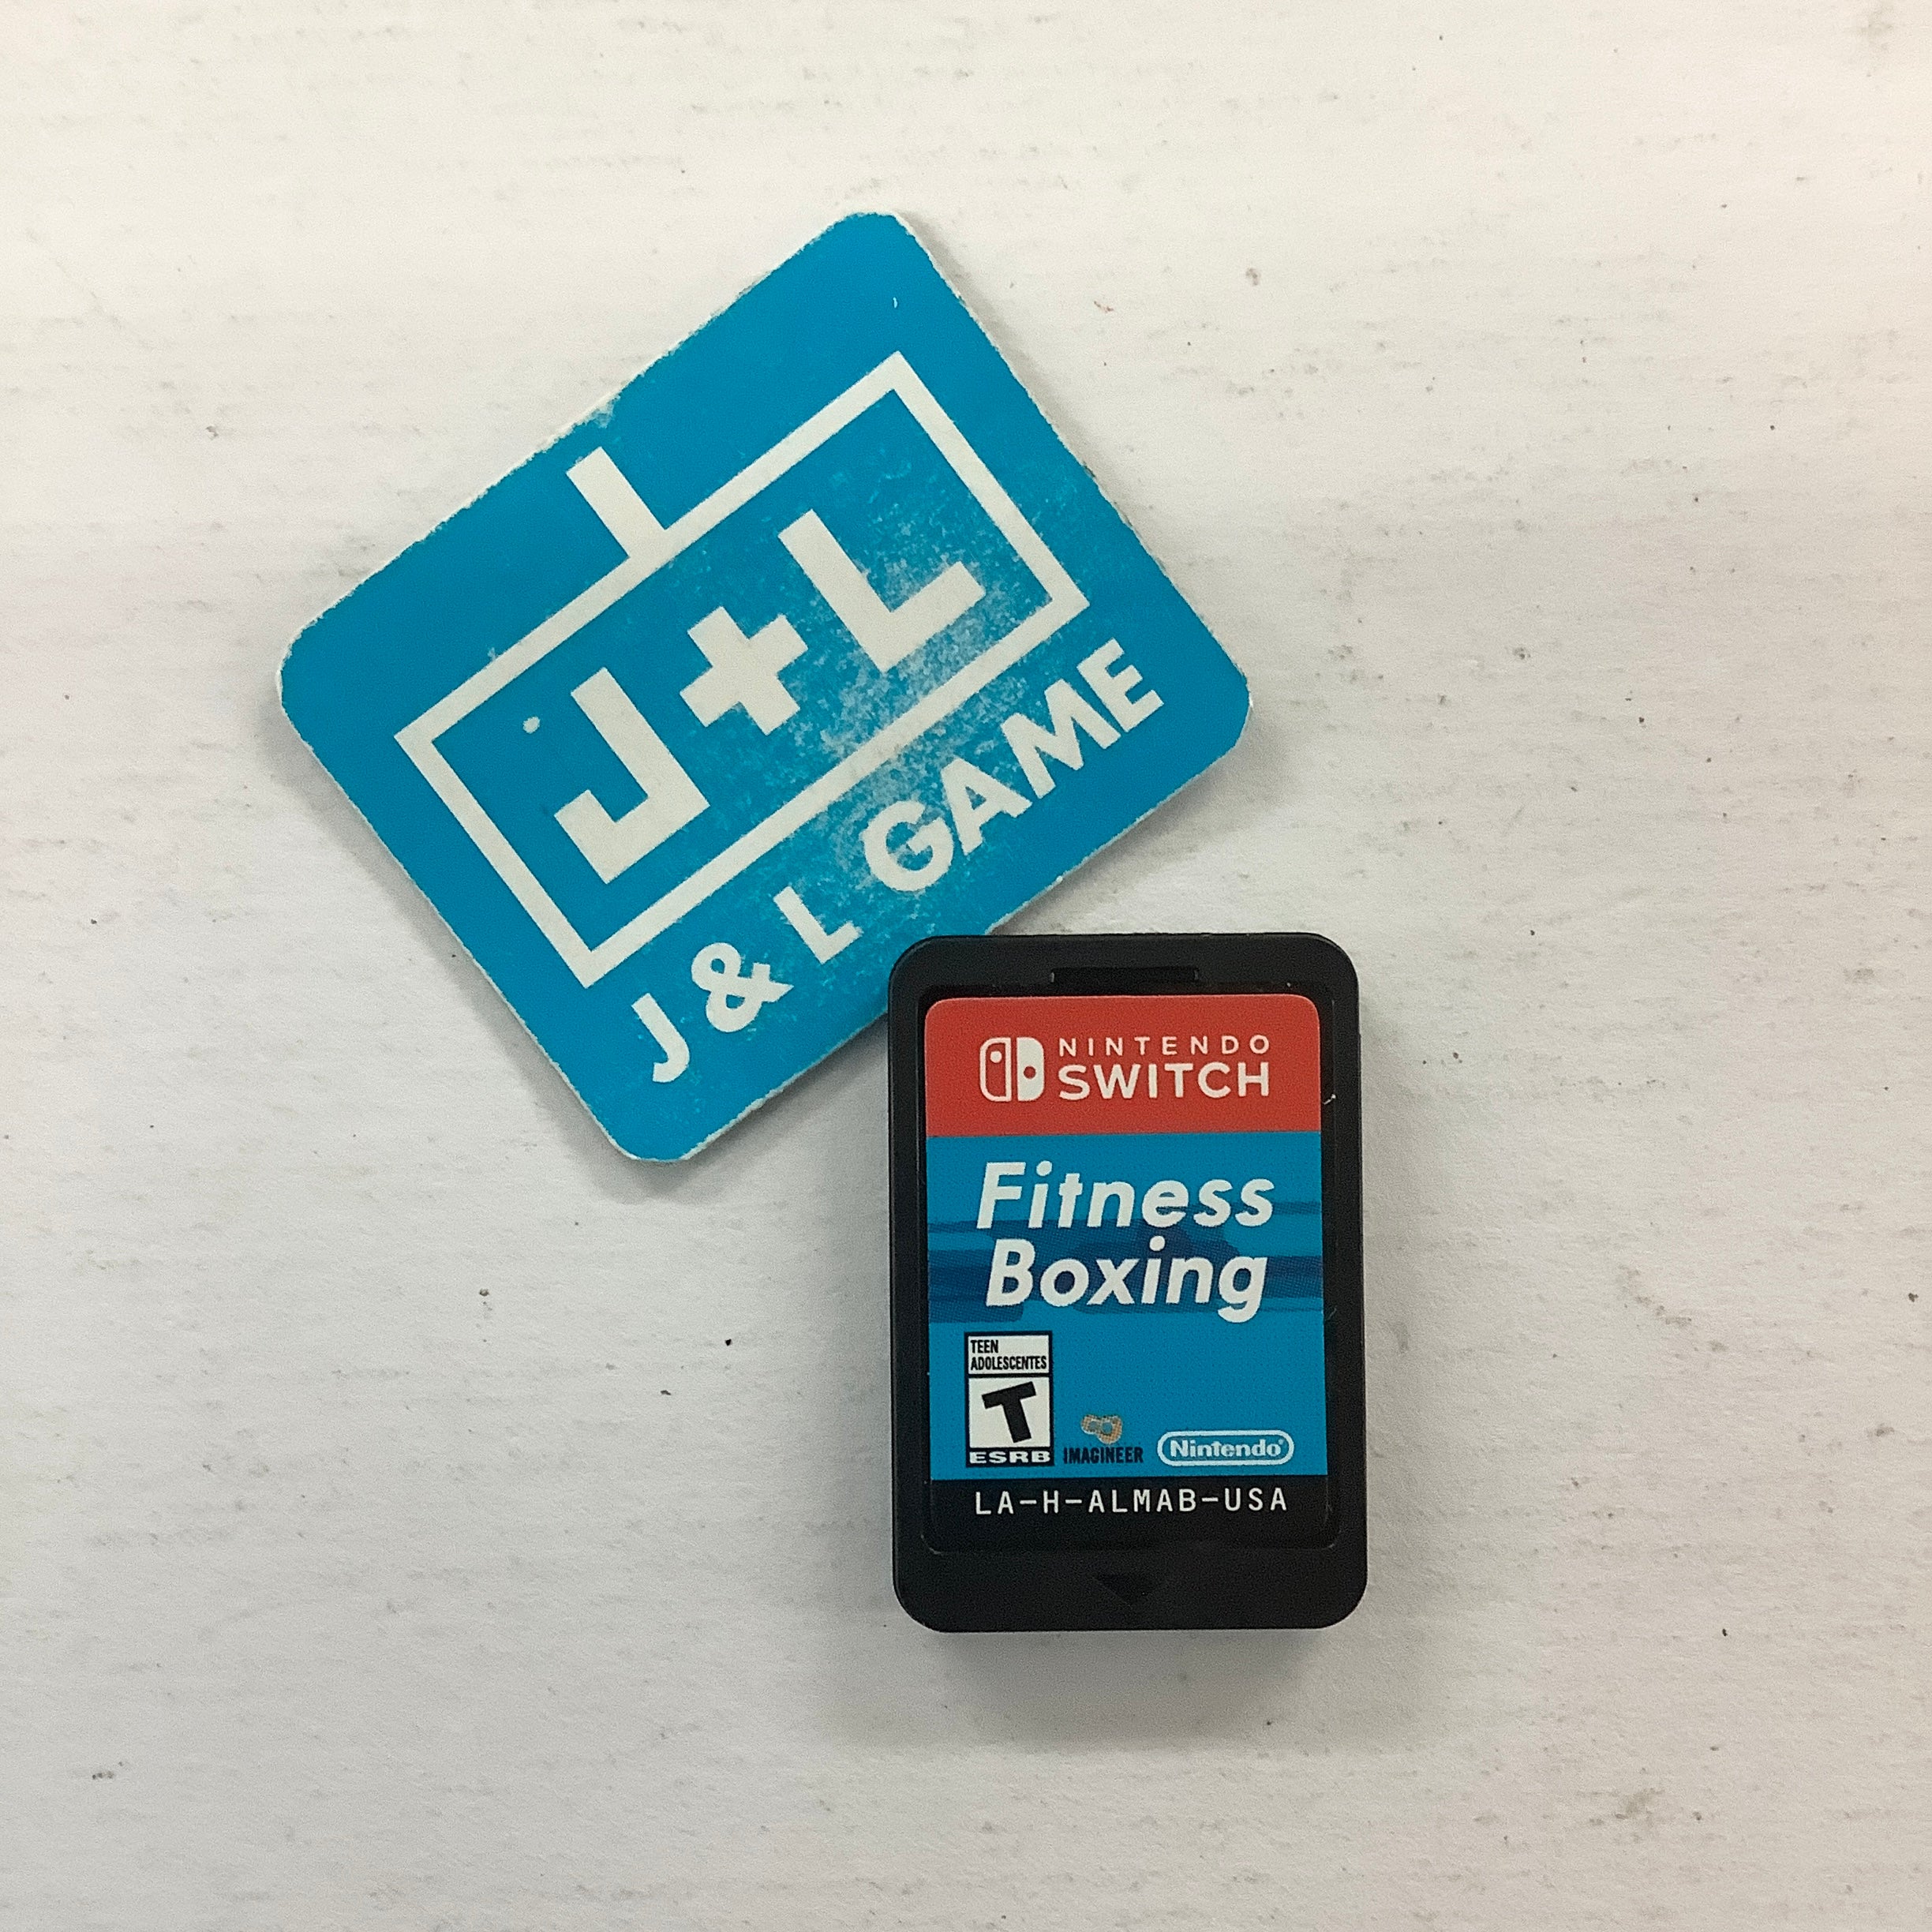 J+L
J & L GAME
NINTENDO
SWITCH
Fitness
Boxing
TEEN
ADOLESCENTES
T
ESRB
IMAGINEER
Nintendo®
LA-H-ALMAB-USA